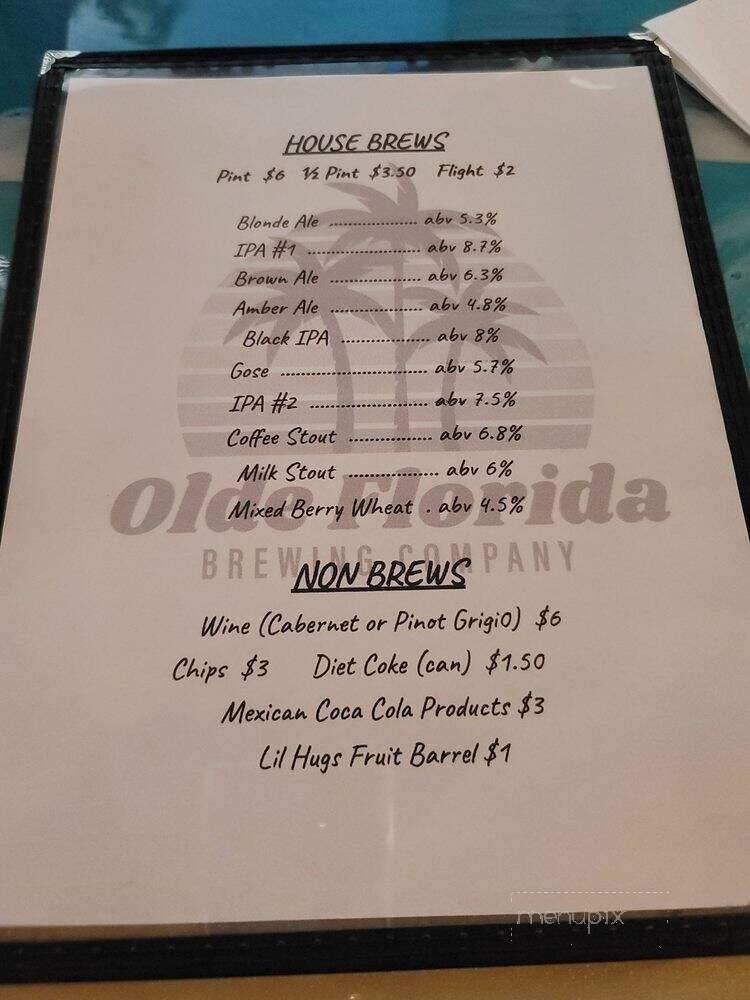 HOUSE BREWS
Pint $6 ½ Pint $3.50 Flight $2
Blonde Ale .................... abv 5.3%
IPA #1 .......................... abv 8.7%
Brown Ale ...................... abv 6.3%
Amber Ale ...................... abv 4.8%
Black IPA .................... abv 8%
Gose ................................. abv 5.7%
IPA #2 .......................... abv 7.5%
Coffee Stout ................... abv 6.8%
Milk Stout .................... abv 6%
Mixed Berry Wheat . abv 4.5%
Olde Florida
BREWING COMPANY
NON BREWS
Wine (Cabernet or Pinot Grigi0) $6
Chips $3 Diet Coke (can) $1.50
Mexican Coca Cola Products $3
Lil Hugs Fruit Barrel $1
menupix